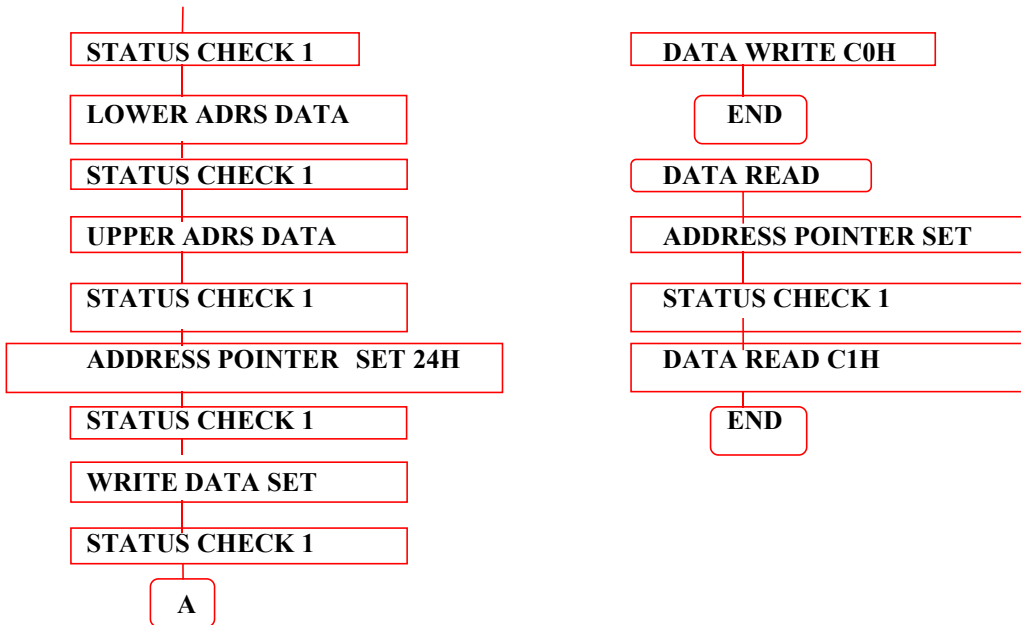 STATUS CHECK 1
LOWER ADRS DATA
STATUS CHECK 1
UPPER ADRS DATA
STATUS CHECK 1
ADDRESS POINTER SET 24H
STATUS CHECK 1
WRITE DATA SET
STATUS CHECK 1
A
DATA WRITE C0H
END
DATA READ
ADDRESS POINTER SET
STATUS CHECK 1
DATA READ C1H
END